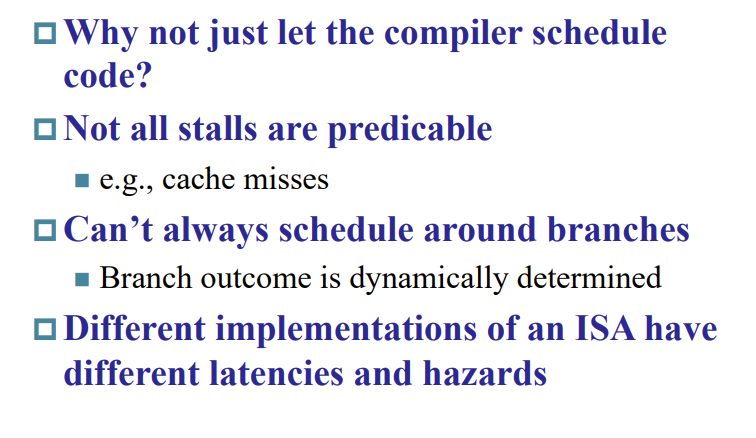 Why not just let the compiler schedule
code?
Not all stalls are predicable
e.g., cache misses
Can’t always schedule around branches
Branch outcome is dynamically determined
Different implementations of an ISA have
different latencies and hazards